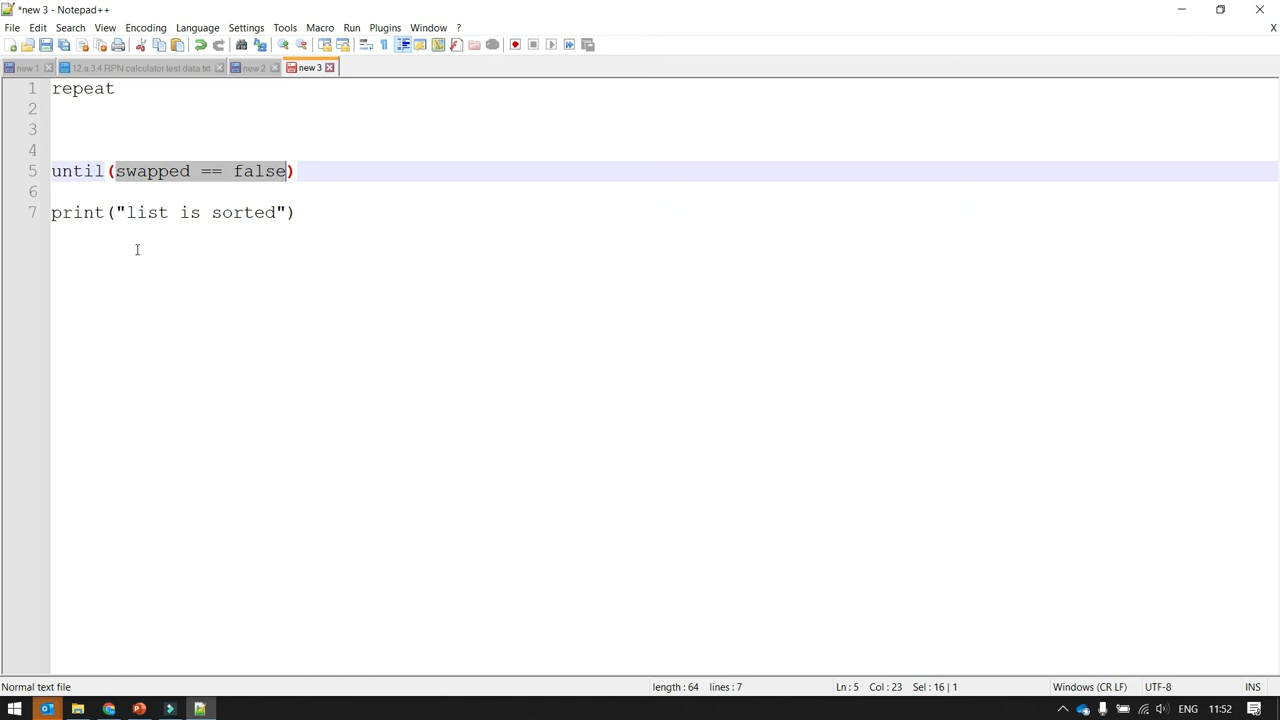 *new 3 - Notepad++
File Edit Search View Encoding Language Settings Tools Macro Run Plugins Window ? X
new 1 12.a 3.4 RPN calculator test data.txt new 2 new 3
1 repeat
2
3
4
5 until(swapped == false)
6
7 print("list is sorted")
Normal text file length : 64 lines : 7 Ln : 5 Col : 23 Sel : 16 | 1 Windows (CR LF) UTF-8 INS
ENG 11:52